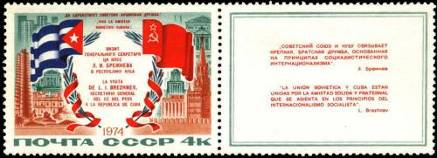 ДА ЗДРАВСТВУЕТ СОВЕТСКО-КУБИНСКАЯ ДРУЖБА!
¡VIVA LA AMISTAD
SOVIETICO-CUBANA!
ВИЗИТ
ГЕНЕРАЛЬНОГО СЕКРЕТАРЯ
ЦК КПСС
Л. И. БРЕЖНЕВА
В РЕСПУБЛИКУ КУБА
LA VISITA
DE L. I. BREZHNEV,
SECRETARIO GENERAL
DEL CC DEL PCUS
A LA REPUBLICA DE CUBA
1974
ПОЧТА СССР 4К
„СОВЕТСКИЙ СОЮЗ И КУБУ СВЯЗЫВАЕТ
КРЕПКАЯ, БРАТСКАЯ ДРУЖБА, ОСНОВАННАЯ
НА ПРИНЦИПАХ СОЦИАЛИСТИЧЕСКОГО
ИНТЕРНАЦИОНАЛИЗМА“
Л. Брежнев
"LA UNION SOVIETICA Y CUBA ESTAN
UNIDAS POR LA AMISTAD SOLIDA Y FRATERNAL
QUE SE ASIENTA EN LOS PRINCIPIOS DEL
INTERNACIONALISMO SOCIALISTA".
L. Brezhnev